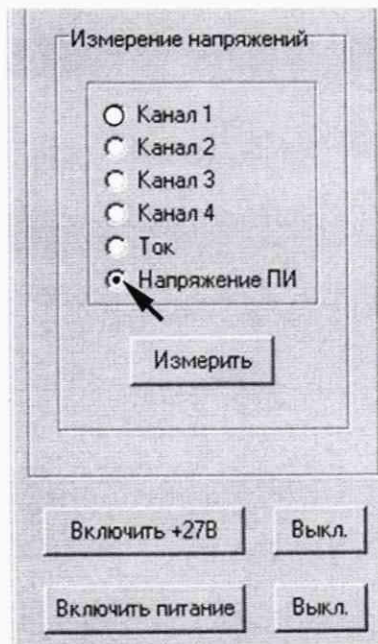 Измерение напряжений
Канал 1
Канал 2
Канал 3
Канал 4
Ток
Напряжение ПИ
Измерить
Включить +27В Выкл.
Включить питание Выкл.